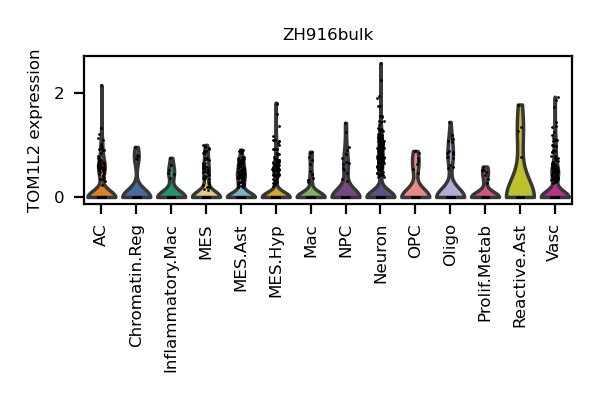 ZH916bulk
TOM1L2 expression
2
0
AC
Chromatin.Reg
Inflammatory.Mac
MES
MES.Ast
MES.Hyp
Mac
NPC
Neuron
OPC
Oligo
Prolif.Metab
Reactive.Ast
Vasc